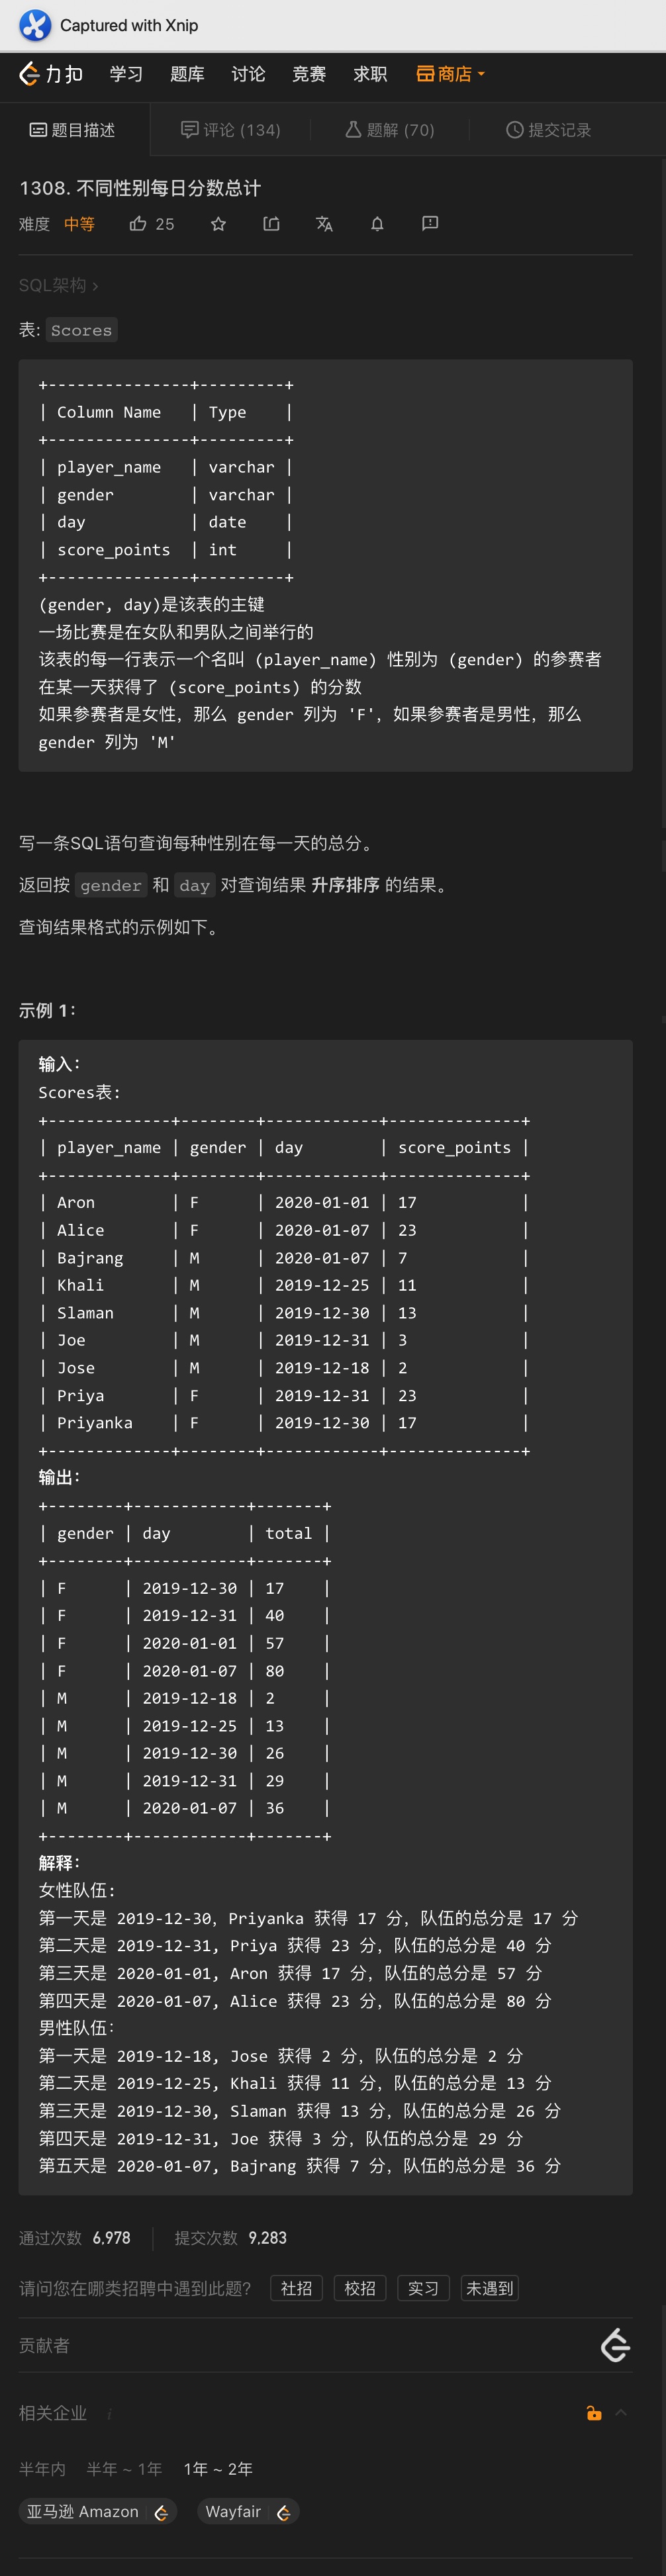 Captured with Xnip
力扣 学习 题库 讨论 竞赛 求职 商店
题目描述 评论 (134) 题解 (70) 提交记录
1308. 不同性别每日分数总计
难度 中等 25
SQL架构 >
表: Scores
+---------------+---------+
| Column Name   | Type    |
+---------------+---------+
| player_name   | varchar |
| gender        | varchar |
| day           | date    |
| score_points  | int     |
+---------------+---------+
(gender, day)是该表的主键
一场比赛是在女队和男队之间举行的
该表的每一行表示一个名叫 (player_name) 性别为 (gender) 的参赛者
在某一天获得了 (score_points) 的分数
如果参赛者是女性，那么 gender 列为 'F'，如果参赛者是男性，那么
gender 列为 'M'
写一条SQL语句查询每种性别在每一天的总分。
返回按 gender 和 day 对查询结果 升序排序 的结果。
查询结果格式的示例如下。
示例 1：
输入：
Scores表:
+-------------+--------+------------+--------------+
| player_name | gender | day        | score_points |
+-------------+--------+------------+--------------+
| Aron        | F      | 2020-01-01 | 17           |
| Alice       | F      | 2020-01-07 | 23           |
| Bajrang     | M      | 2020-01-07 | 7            |
| Khali       | M      | 2019-12-25 | 11           |
| Slaman      | M      | 2019-12-30 | 13           |
| Joe         | M      | 2019-12-31 | 3            |
| Jose        | M      | 2019-12-18 | 2            |
| Priya       | F      | 2019-12-31 | 23           |
| Priyanka    | F      | 2019-12-30 | 17           |
+-------------+--------+------------+--------------+
输出：
+--------+------------+-------+
| gender | day        | total |
+--------+------------+-------+
| F      | 2019-12-30 | 17    |
| F      | 2019-12-31 | 40    |
| F      | 2020-01-01 | 57    |
| F      | 2020-01-07 | 80    |
| M      | 2019-12-18 | 2     |
| M      | 2019-12-25 | 13    |
| M      | 2019-12-30 | 26    |
| M      | 2019-12-31 | 29    |
| M      | 2020-01-07 | 36    |
+--------+------------+-------+
解释：
女性队伍:
第一天是 2019-12-30，Priyanka 获得 17 分，队伍的总分是 17 分
第二天是 2019-12-31, Priya 获得 23 分，队伍的总分是 40 分
第三天是 2020-01-01, Aron 获得 17 分，队伍的总分是 57 分
第四天是 2020-01-07, Alice 获得 23 分，队伍的总分是 80 分
男性队伍：
第一天是 2019-12-18, Jose 获得 2 分，队伍的总分是 2 分
第二天是 2019-12-25, Khali 获得 11 分，队伍的总分是 13 分
第三天是 2019-12-30, Slaman 获得 13 分，队伍的总分是 26 分
第四天是 2019-12-31, Joe 获得 3 分，队伍的总分是 29 分
第五天是 2020-01-07, Bajrang 获得 7 分，队伍的总分是 36 分
通过次数 6,978 提交次数 9,283
请问您在哪类招聘中遇到此题？ 社招 校招 实习 未遇到
贡献者
相关企业 i
半年内 半年 ~ 1年 1年 ~ 2年
亚马逊 Amazon Wayfair